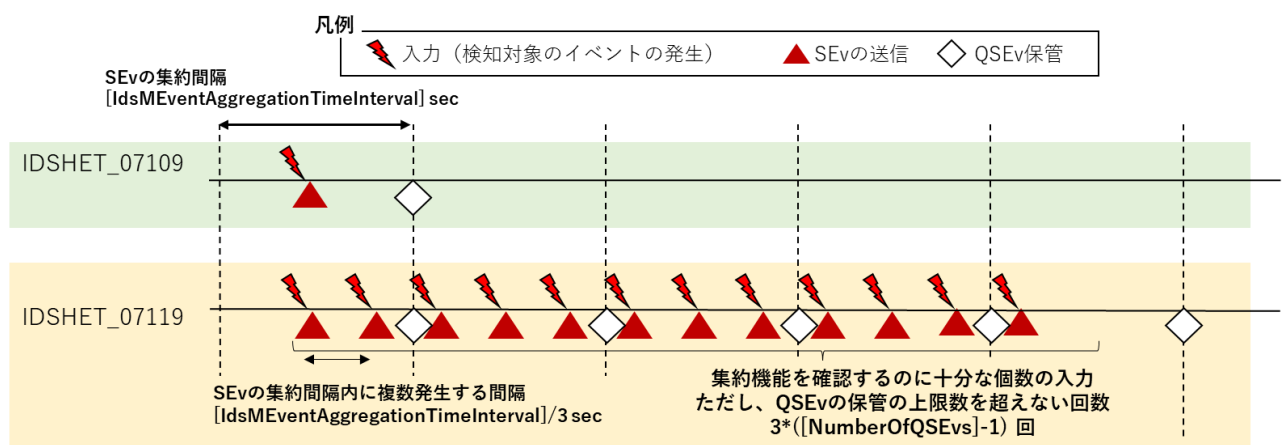 凡例
入力（検知対象のイベントの発生）
SEvの送信
QSEv保管
SEvの集約間隔
[IdsMEventAggregationTimeInterval] sec
IDSHET_07109
IDSHET_07119
SEvの集約間隔内に複数発生する間隔
[IdsMEventAggregationTimeInterval]/3 sec
集約機能を確認するのに十分な個数の入力
ただし、QSEvの保管の上限数を超えない回数
3*([NumberOfQSEvs]-1) 回